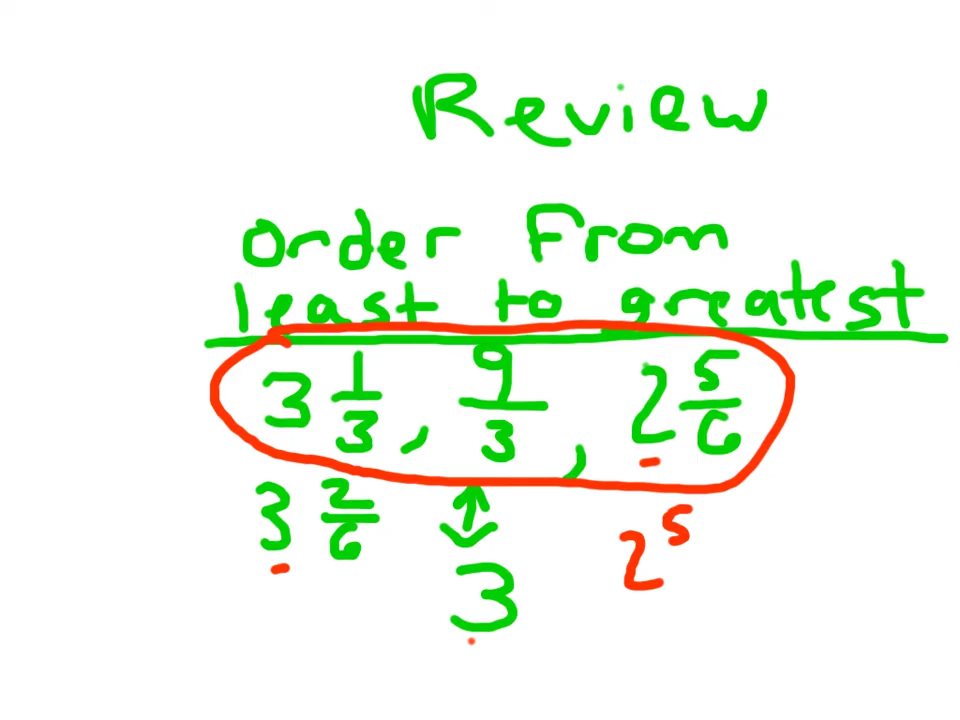 Review
Order From
least to greatest
3 1/3 , 9/3 , 2 5/6
3 2/6
2 5
3